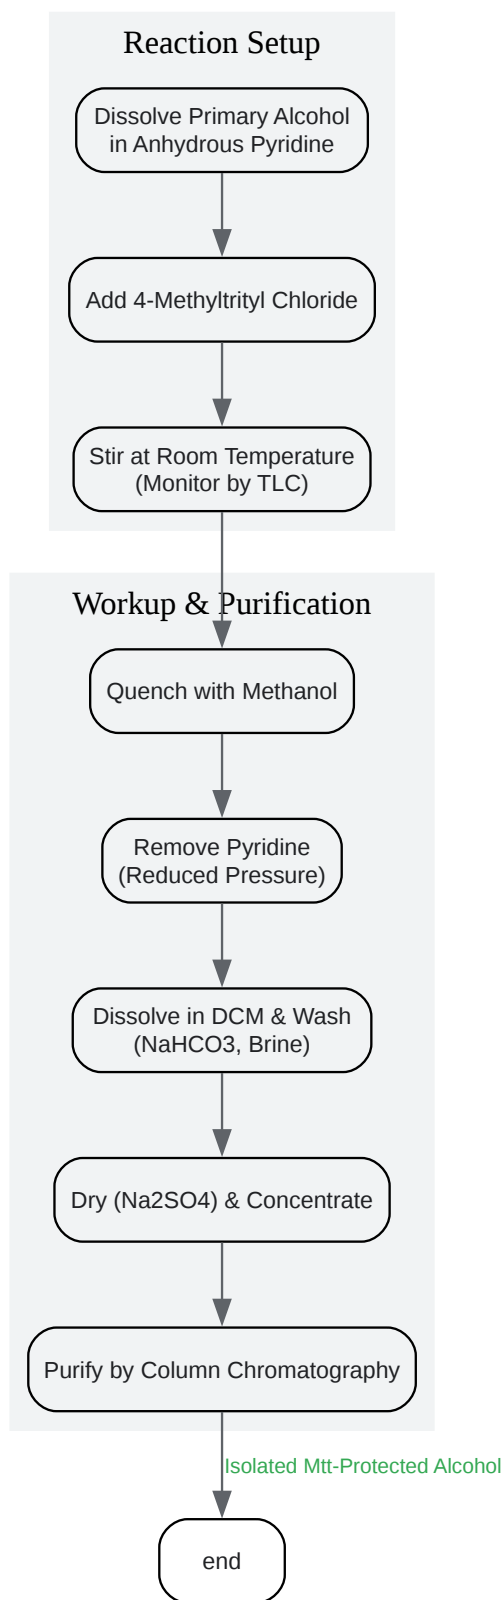 Reaction Setup
Dissolve Primary Alcohol
in Anhydrous Pyridine
Add 4-Methyltrityl Chloride
Stir at Room Temperature
(Monitor by TLC)
Workup & Purification
Quench with Methanol
Remove Pyridine
(Reduced Pressure)
Dissolve in DCM & Wash
(NaHCO3, Brine)
Dry (Na2SO4) & Concentrate
Purify by Column Chromatography
Isolated Mtt-Protected Alcohol
end